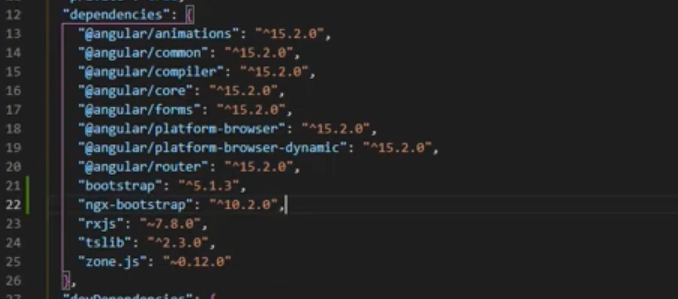 12 "dependencies": {
13 "@angular/animations": "^15.2.0",
14 "@angular/common": "^15.2.0",
15 "@angular/compiler": "^15.2.0",
16 "@angular/core": "^15.2.0",
17 "@angular/forms": "^15.2.0",
18 "@angular/platform-browser": "^15.2.0",
19 "@angular/platform-browser-dynamic": "^15.2.0",
20 "@angular/router": "^15.2.0",
21 "bootstrap": "^5.1.3",
22 "ngx-bootstrap": "^10.2.0",
23 "rxjs": "~7.8.0",
24 "tslib": "^2.3.0",
25 "zone.js": "~0.12.0"
26 },
"devDependencies": {